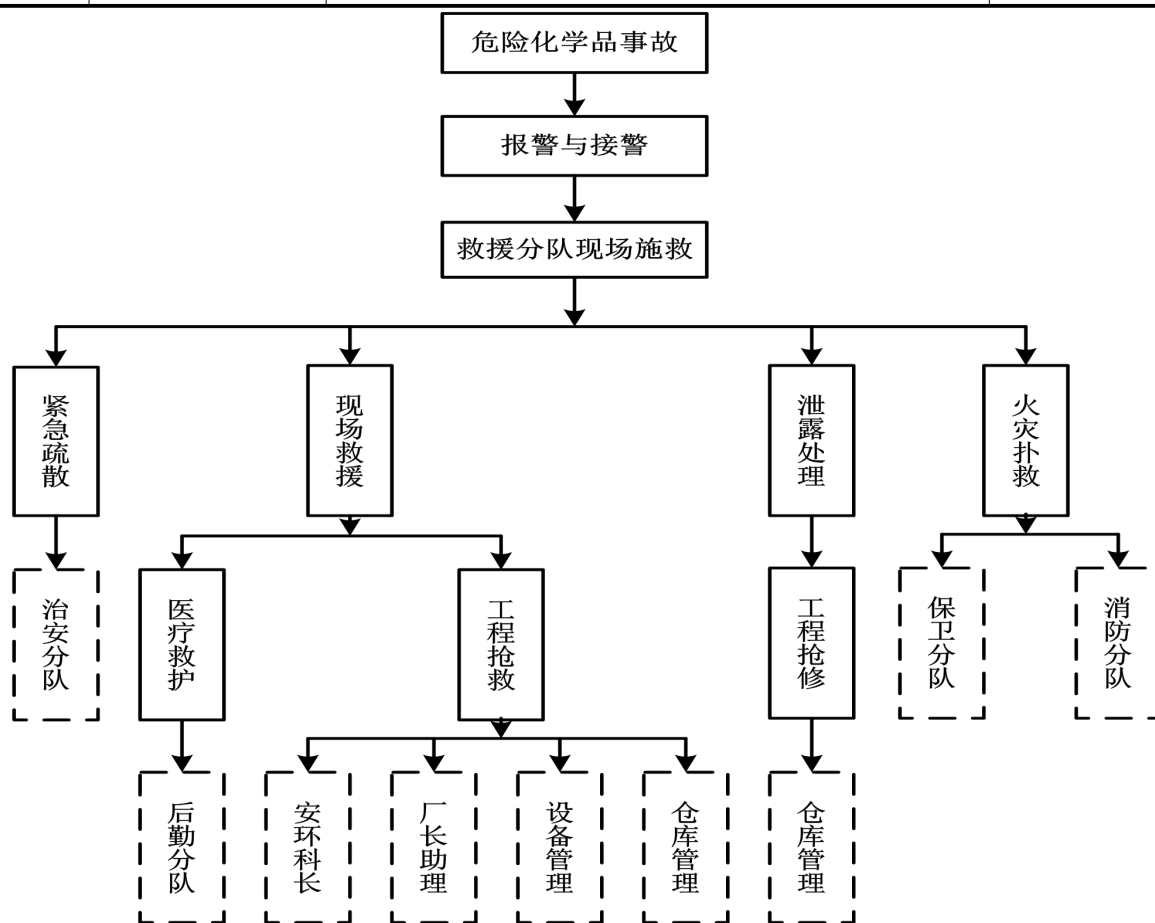 危险化学品事故
报警与接警
救援分队现场施救
紧急疏散
现场救援
泄露处理
火灾扑救
治安分队
医疗救护
工程抢救
工程抢修
保卫分队
消防分队
后勤分队
安环科长
厂长助理
设备管理
仓库管理
仓库管理